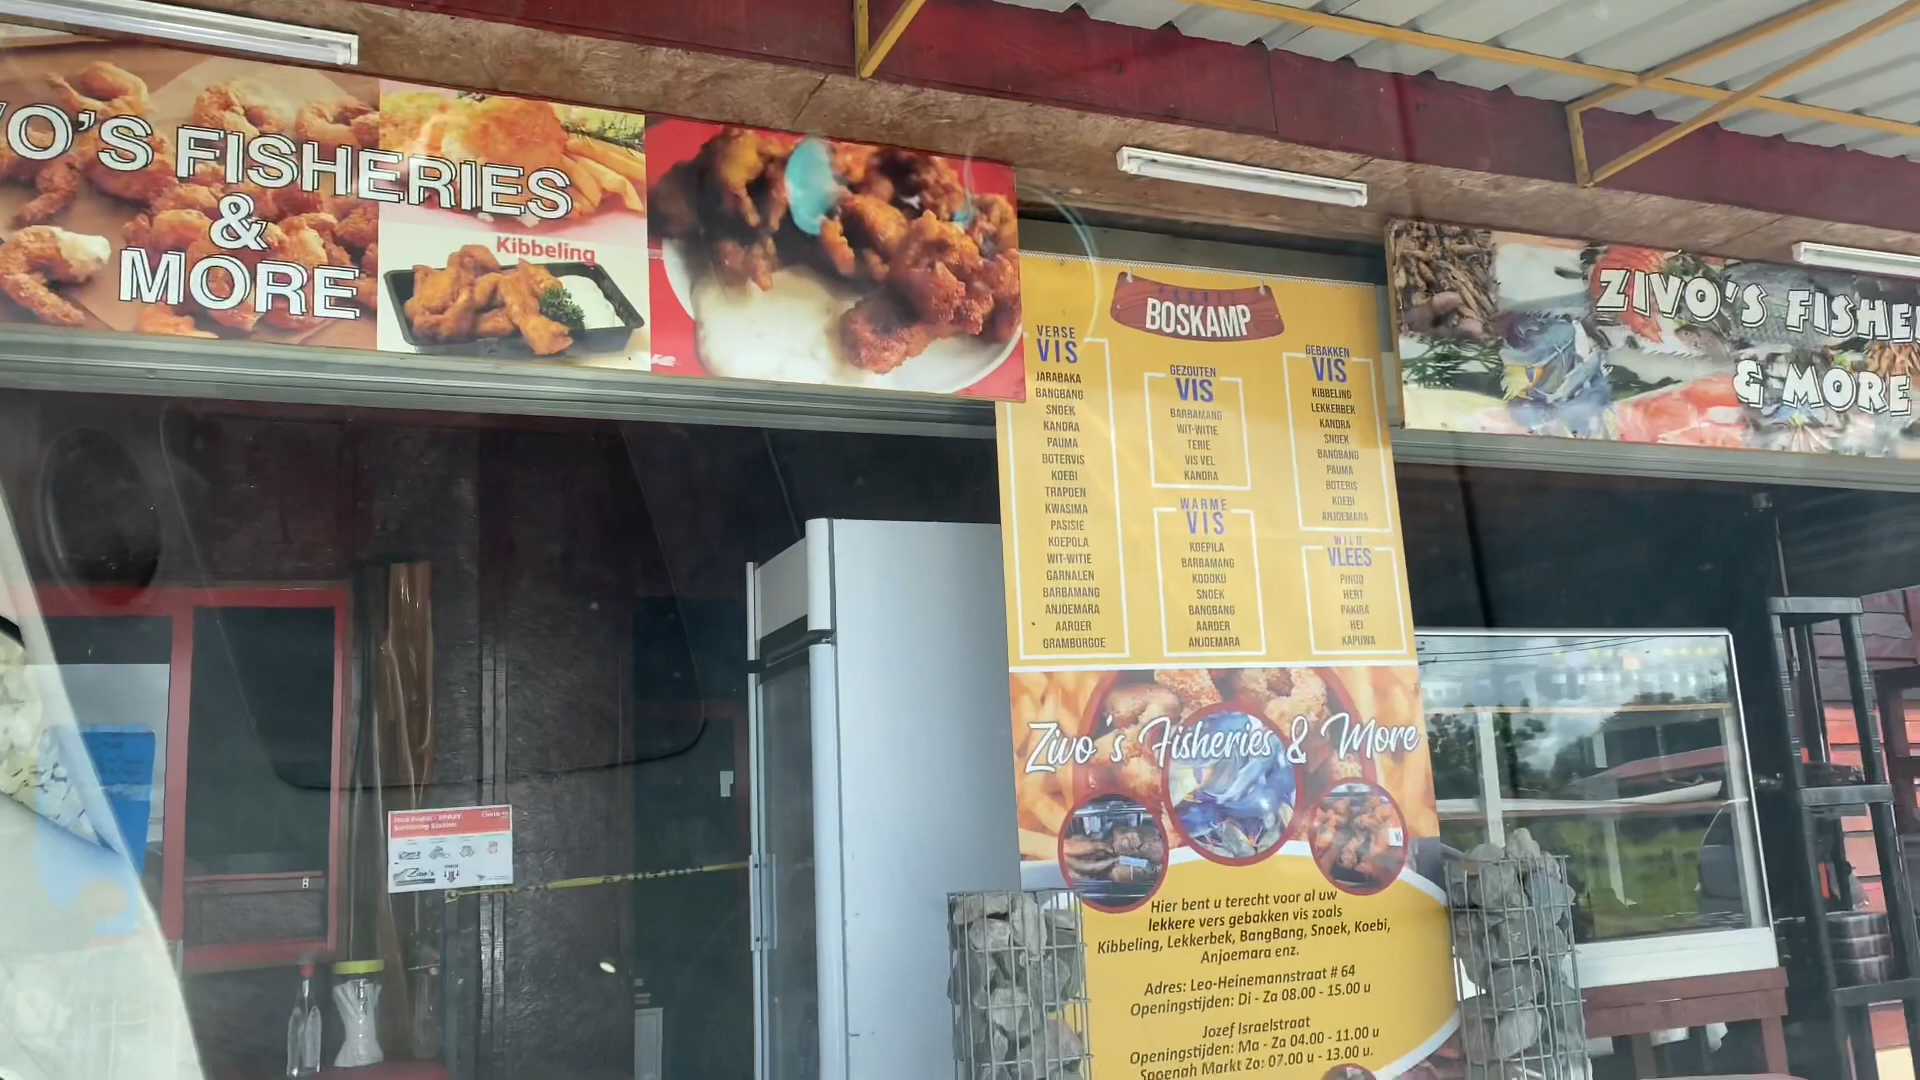 VO'S FISHERIES
&
MORE
Kibbeling
BOSKAMP
VERSE
VIS
JARABAKA
BANGBANG
SNOEK
KANDRA
PAUMA
BOTERVIS
KOEBI
TRAPOEN
KWASIMA
PASISIE
KOEPOLA
WIT-WITIE
GARNALEN
BARBAMANG
ANJOEMARA
AARDER
GRAMBORGOE
GEZOUTEN
VIS
BARBAMANG
WIT-WITIE
TERIE
VIS VEL
KANDRA
WARME
VIS
KOEPILA
BARBAMANG
KODOKU
SNOEK
BANGBANG
AARDER
ANJOEMARA
GEBAKKEN
VIS
KIBBELING
LEKKERBEK
KANDRA
SNOEK
BANGBANG
PAUMA
BOTERIS
KOEBI
ANJOEMARA
WILD
VLEES
PINGO
HERT
PAKIRA
HEI
KAPUWA
ZIVO'S FISHE
& MORE
Zivo's Fisheries & More
Hier bent u terecht voor al uw
lekkere vers gebakken vis zoals
Kibbeling, Lekkerbek, BangBang, Snoek, Koebi,
Anjoemara enz.
Adres: Leo-Heinemannstraat # 64
Openingstijden: Di - Za 08.00 - 15.00 u
Jozef Israelstraat
Openingstijden: Ma - Za 04.00 - 11.00 u
Spoenah Markt Zo: 07.00 u - 13.00 u.